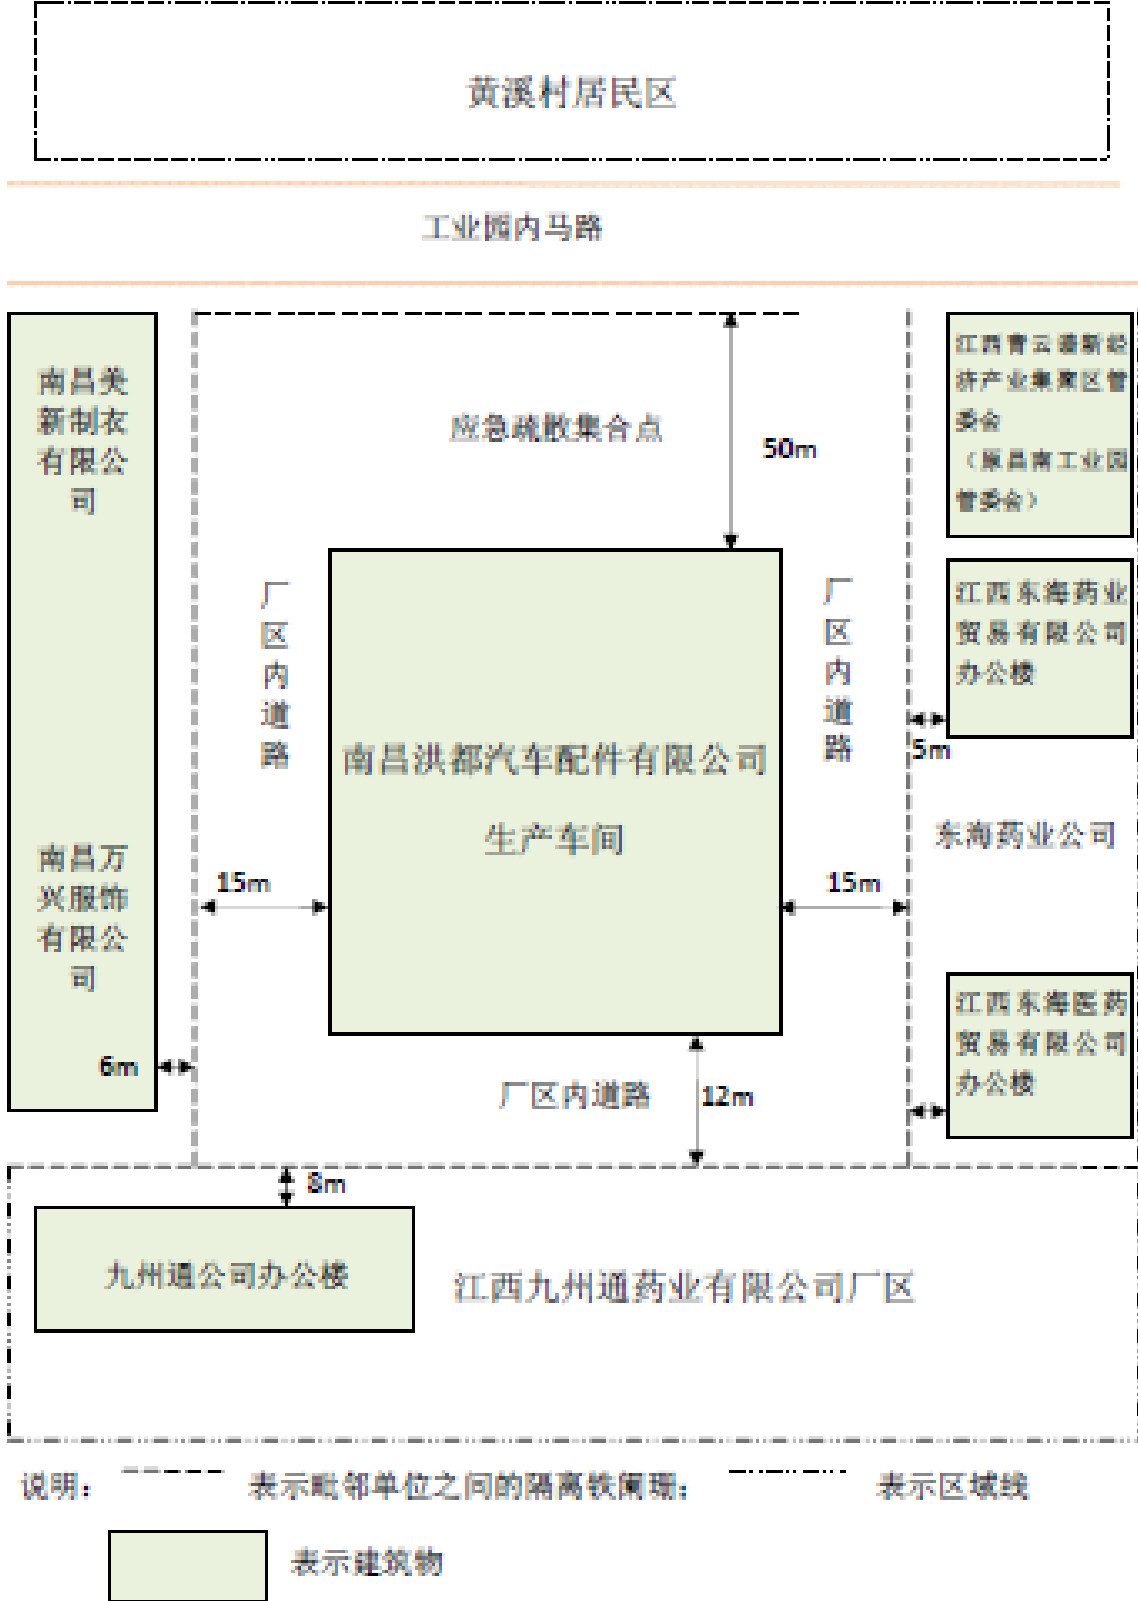 黄溪村居民区
工业园内马路
南昌美
新制衣
有限公
司
应急疏散集合点
50m
江西青云谱新经
济产业集聚区管
委会
（原昌南工业园
管委会）
厂区内道路
厂区内道路
江西东海药业
贸易有限公司
办公楼
5m
南昌洪都汽车配件有限公司
生产车间
东海药业公司
南昌万
兴服饰
有限公
司
15m
15m
6m
江西东海医药
贸易有限公司
办公楼
厂区内道路
12m
8m
九州通公司办公楼
江西九州通药业有限公司厂区
说明： 表示毗邻单位之间的隔离铁阑珊； 表示区域线
表示建筑物